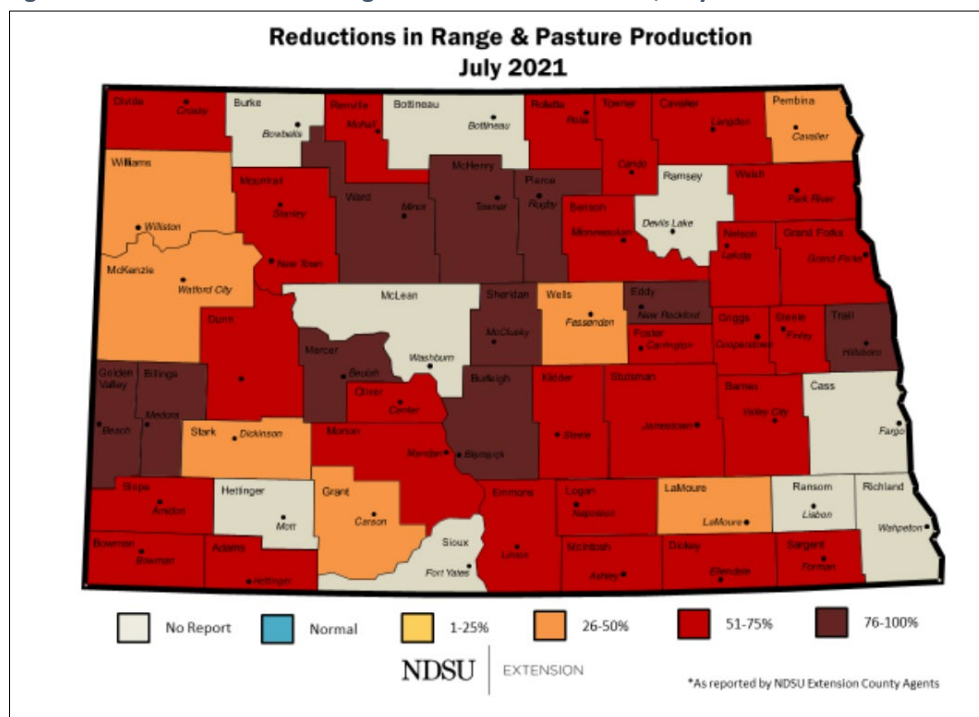 Reductions in Range & Pasture Production
July 2021
Divide
Crosby
Burke
Bowbells
Renville
Mohall
Bottineau
Bottineau
Rolette
Rolla
Towner
Cando
Cavalier
Langdon
Pembina
Cavalier
Williams
Williston
Mountrail
Stanley
New Town
Ward
Minot
McHenry
Towner
Pierce
Rugby
Benson
Minnewaukan
Ramsey
Devils Lake
Walsh
Park River
Nelson
Lakota
Grand Forks
Grand Forks
McKenzie
Watford City
Dunn
McLean
Washburn
Sheridan
McClusky
Wells
Fessenden
Eddy
New Rockford
Foster
Carrington
Griggs
Cooperstown
Steele
Finley
Traill
Hillsboro
Golden
Valley
Beach
Billings
Medora
Mercer
Beulah
Oliver
Center
Burleigh
Bismarck
Kidder
Steele
Stutsman
Jamestown
Barnes
Valley City
Cass
Fargo
Stark
Dickinson
Morton
Mandan
Slope
Amidon
Hettinger
Mott
Grant
Carson
Sioux
Fort Yates
Emmons
Linton
Logan
Napoleon
LaMoure
LaMoure
Ransom
Lisbon
Richland
Wahpeton
Bowman
Bowman
Adams
Hettinger
McIntosh
Ashley
Dickey
Ellendale
Sargent
Forman
No Report
Normal
1-25%
26-50%
51-75%
76-100%
NDSU EXTENSION
*As reported by NDSU Extension County Agents